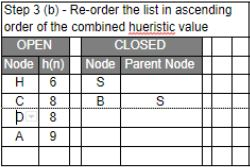 Step 3 (b) - Re-order the list in ascending
order of the combined hueristic value
OPEN CLOSED
Node h(n) Node Parent Node
H 6 S
C 8 B S
D 8
A 9